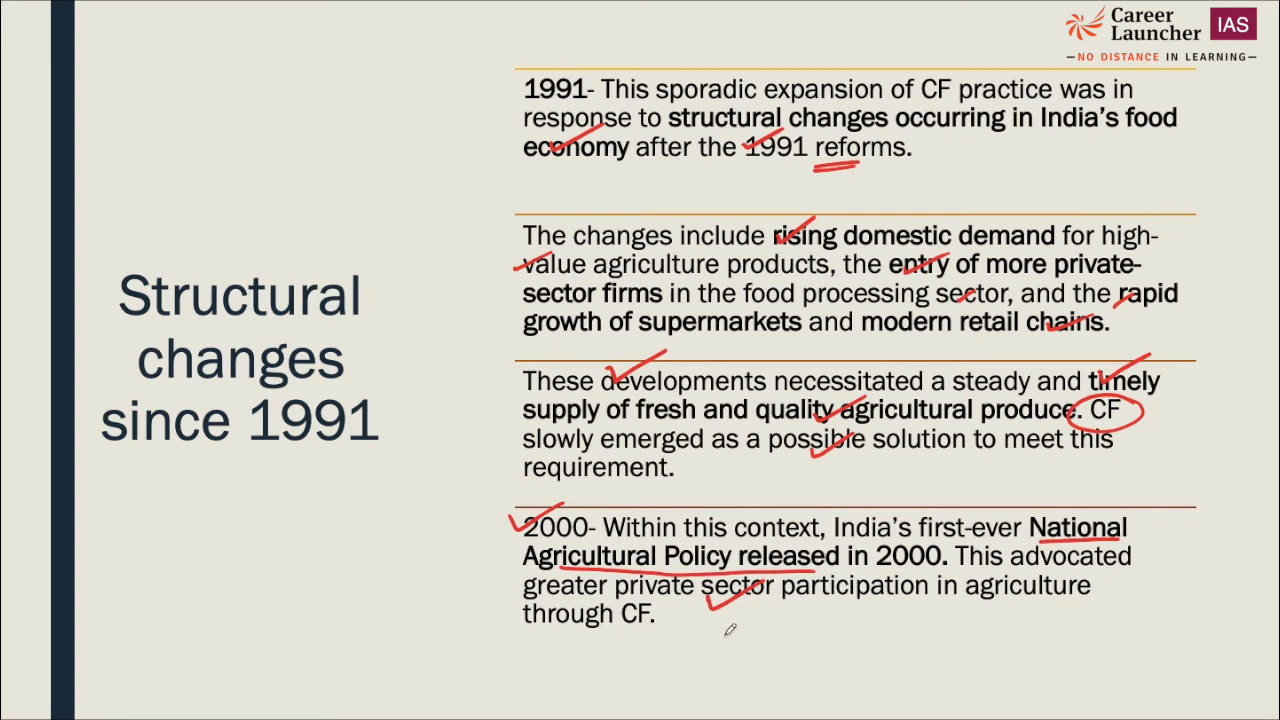 Career
Launcher
IAS
NO DISTANCE IN LEARNING
Structural
changes
since 1991
1991- This sporadic expansion of CF practice was in
response to structural changes occurring in India's food
economy after the 1991 reforms.
The changes include rising domestic demand for high-
value agriculture products, the entry of more private-
sector firms in the food processing sector, and the rapid
growth of supermarkets and modern retail chains.
These developments necessitated a steady and timely
supply of fresh and quality agricultural produce. CF
slowly emerged as a possible solution to meet this
requirement.
2000- Within this context, India's first-ever National
Agricultural Policy released in 2000. This advocated
greater private sector participation in agriculture
through CF.